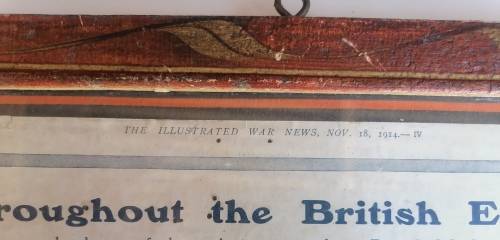 THE ILLUSTRATED WAR NEWS, NOV. 18, 1914.— IV
roughout the British E